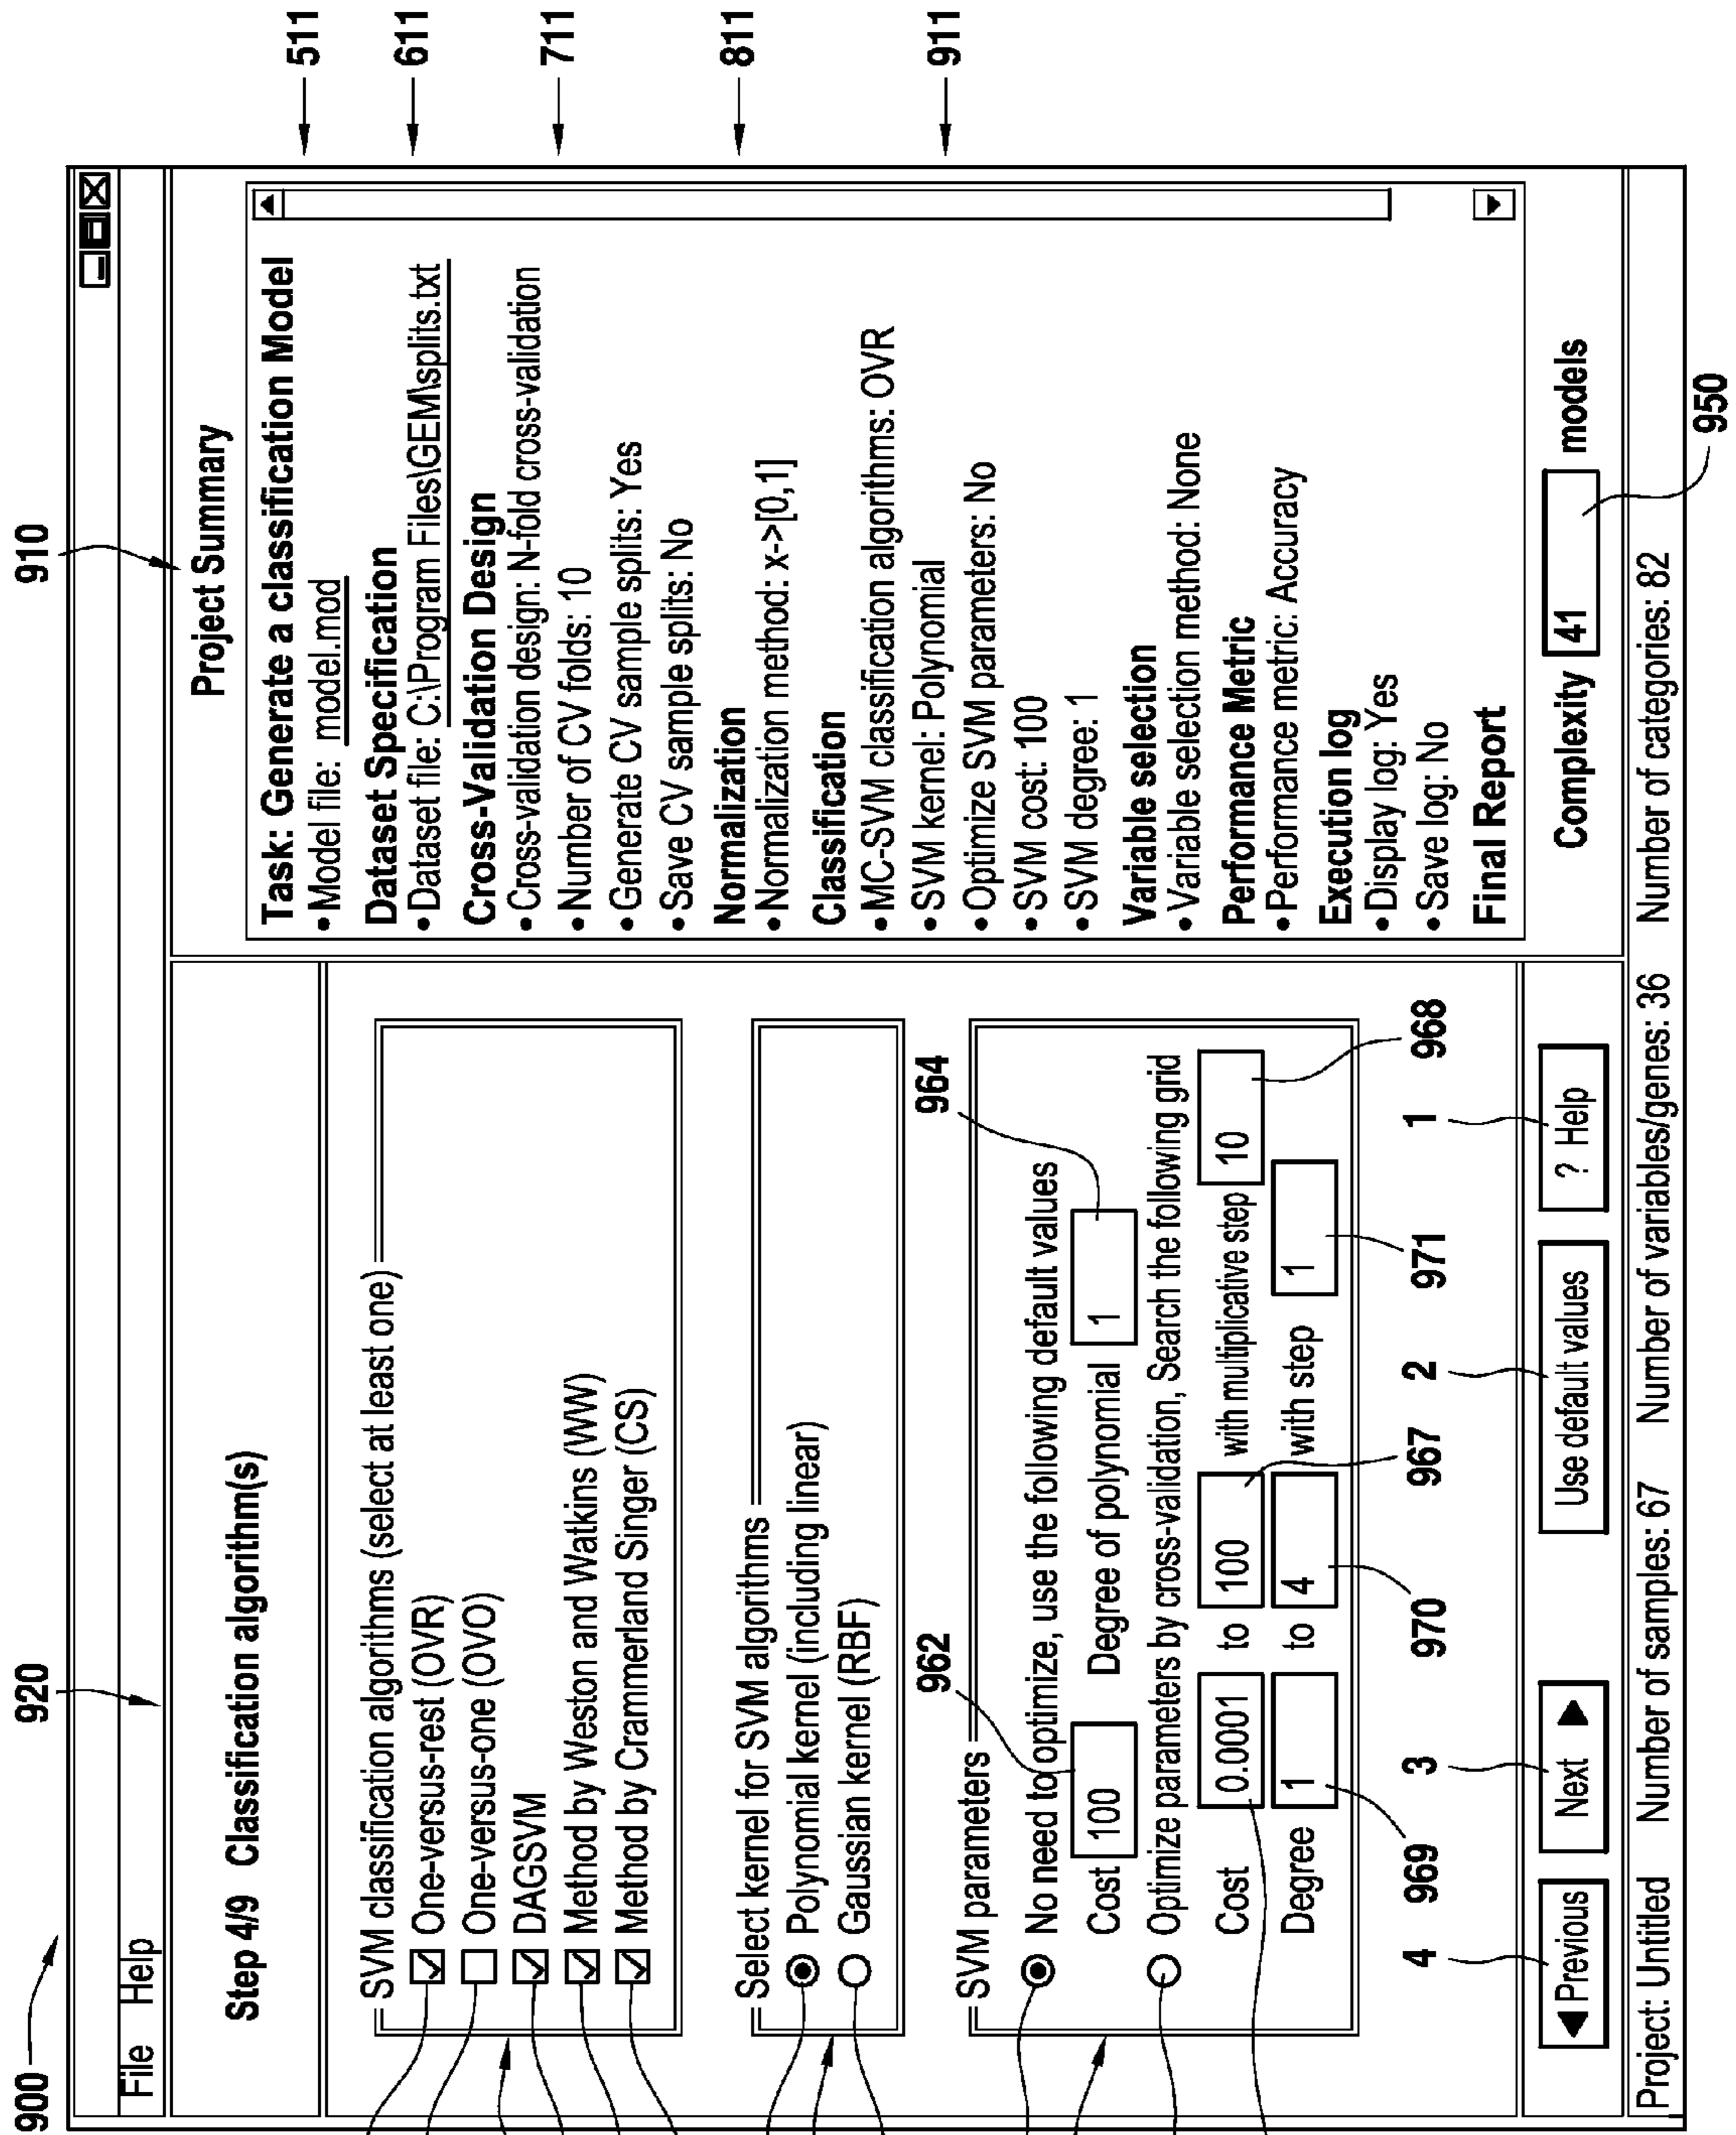 900
920
910
File Help
Step 4/9 Classification algorithm(s)
SVM classification algorithms (select at least one)
One-versus-rest (OVR)
One-versus-one (OVO)
DAGSVM
Method by Weston and Watkins (WW)
Method by Crammerland Singer (CS)
Select kernel for SVM algorithms
Polynomial kernel (including linear)
Gaussian kernel (RBF)
962
964
SVM parameters
No need to optimize, use the following default values
Cost 100 Degree of polynomial 1
Optimize parameters by cross-validation, Search the following grid
Cost 0.0001 to 100 with multiplicative step 10
Degree 1 to 4 with step 1
4 969 3 970 967 2 971 1 968
Previous Next Use default values ? Help
Project Summary
Task: Generate a classification Model
• Model file: model.mod
Dataset Specification
• Dataset file: C:\Program Files\GEM\splits.txt
Cross-Validation Design
• Cross-validation design: N-fold cross-validation
• Number of CV folds: 10
• Generate CV sample splits: Yes
• Save CV sample splits: No
Normalization
• Normalization method: x->[0,1]
Classification
• MC-SVM classification algorithms: OVR
• SVM kernel: Polynomial
• Optimize SVM parameters: No
• SVM cost: 100
• SVM degree: 1
Variable selection
• Variable selection method: None
Performance Metric
• Performance metric: Accuracy
Execution log
• Display log: Yes
• Save log: No
Final Report
Complexity 41 models
Project: Untitled Number of samples: 67 Number of variables/genes: 36 Number of categories: 82
950
511
611
711
811
911